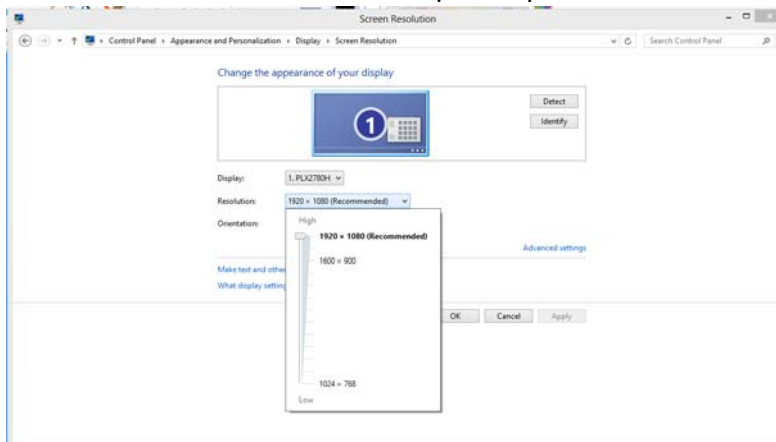 Screen Resolution
Control Panel ▸ Appearance and Personalization ▸ Display ▸ Screen Resolution
Search Control Panel
Change the appearance of your display
1
Detect
Identify
Display: 1. PLX2780H
Resolution: 1920 × 1080 (Recommended)
Orientation:
High
1920 × 1080 (Recommended)
1600 × 900
1024 × 768
Low
Advanced settings
Make text and other
What display setting
OK Cancel Apply